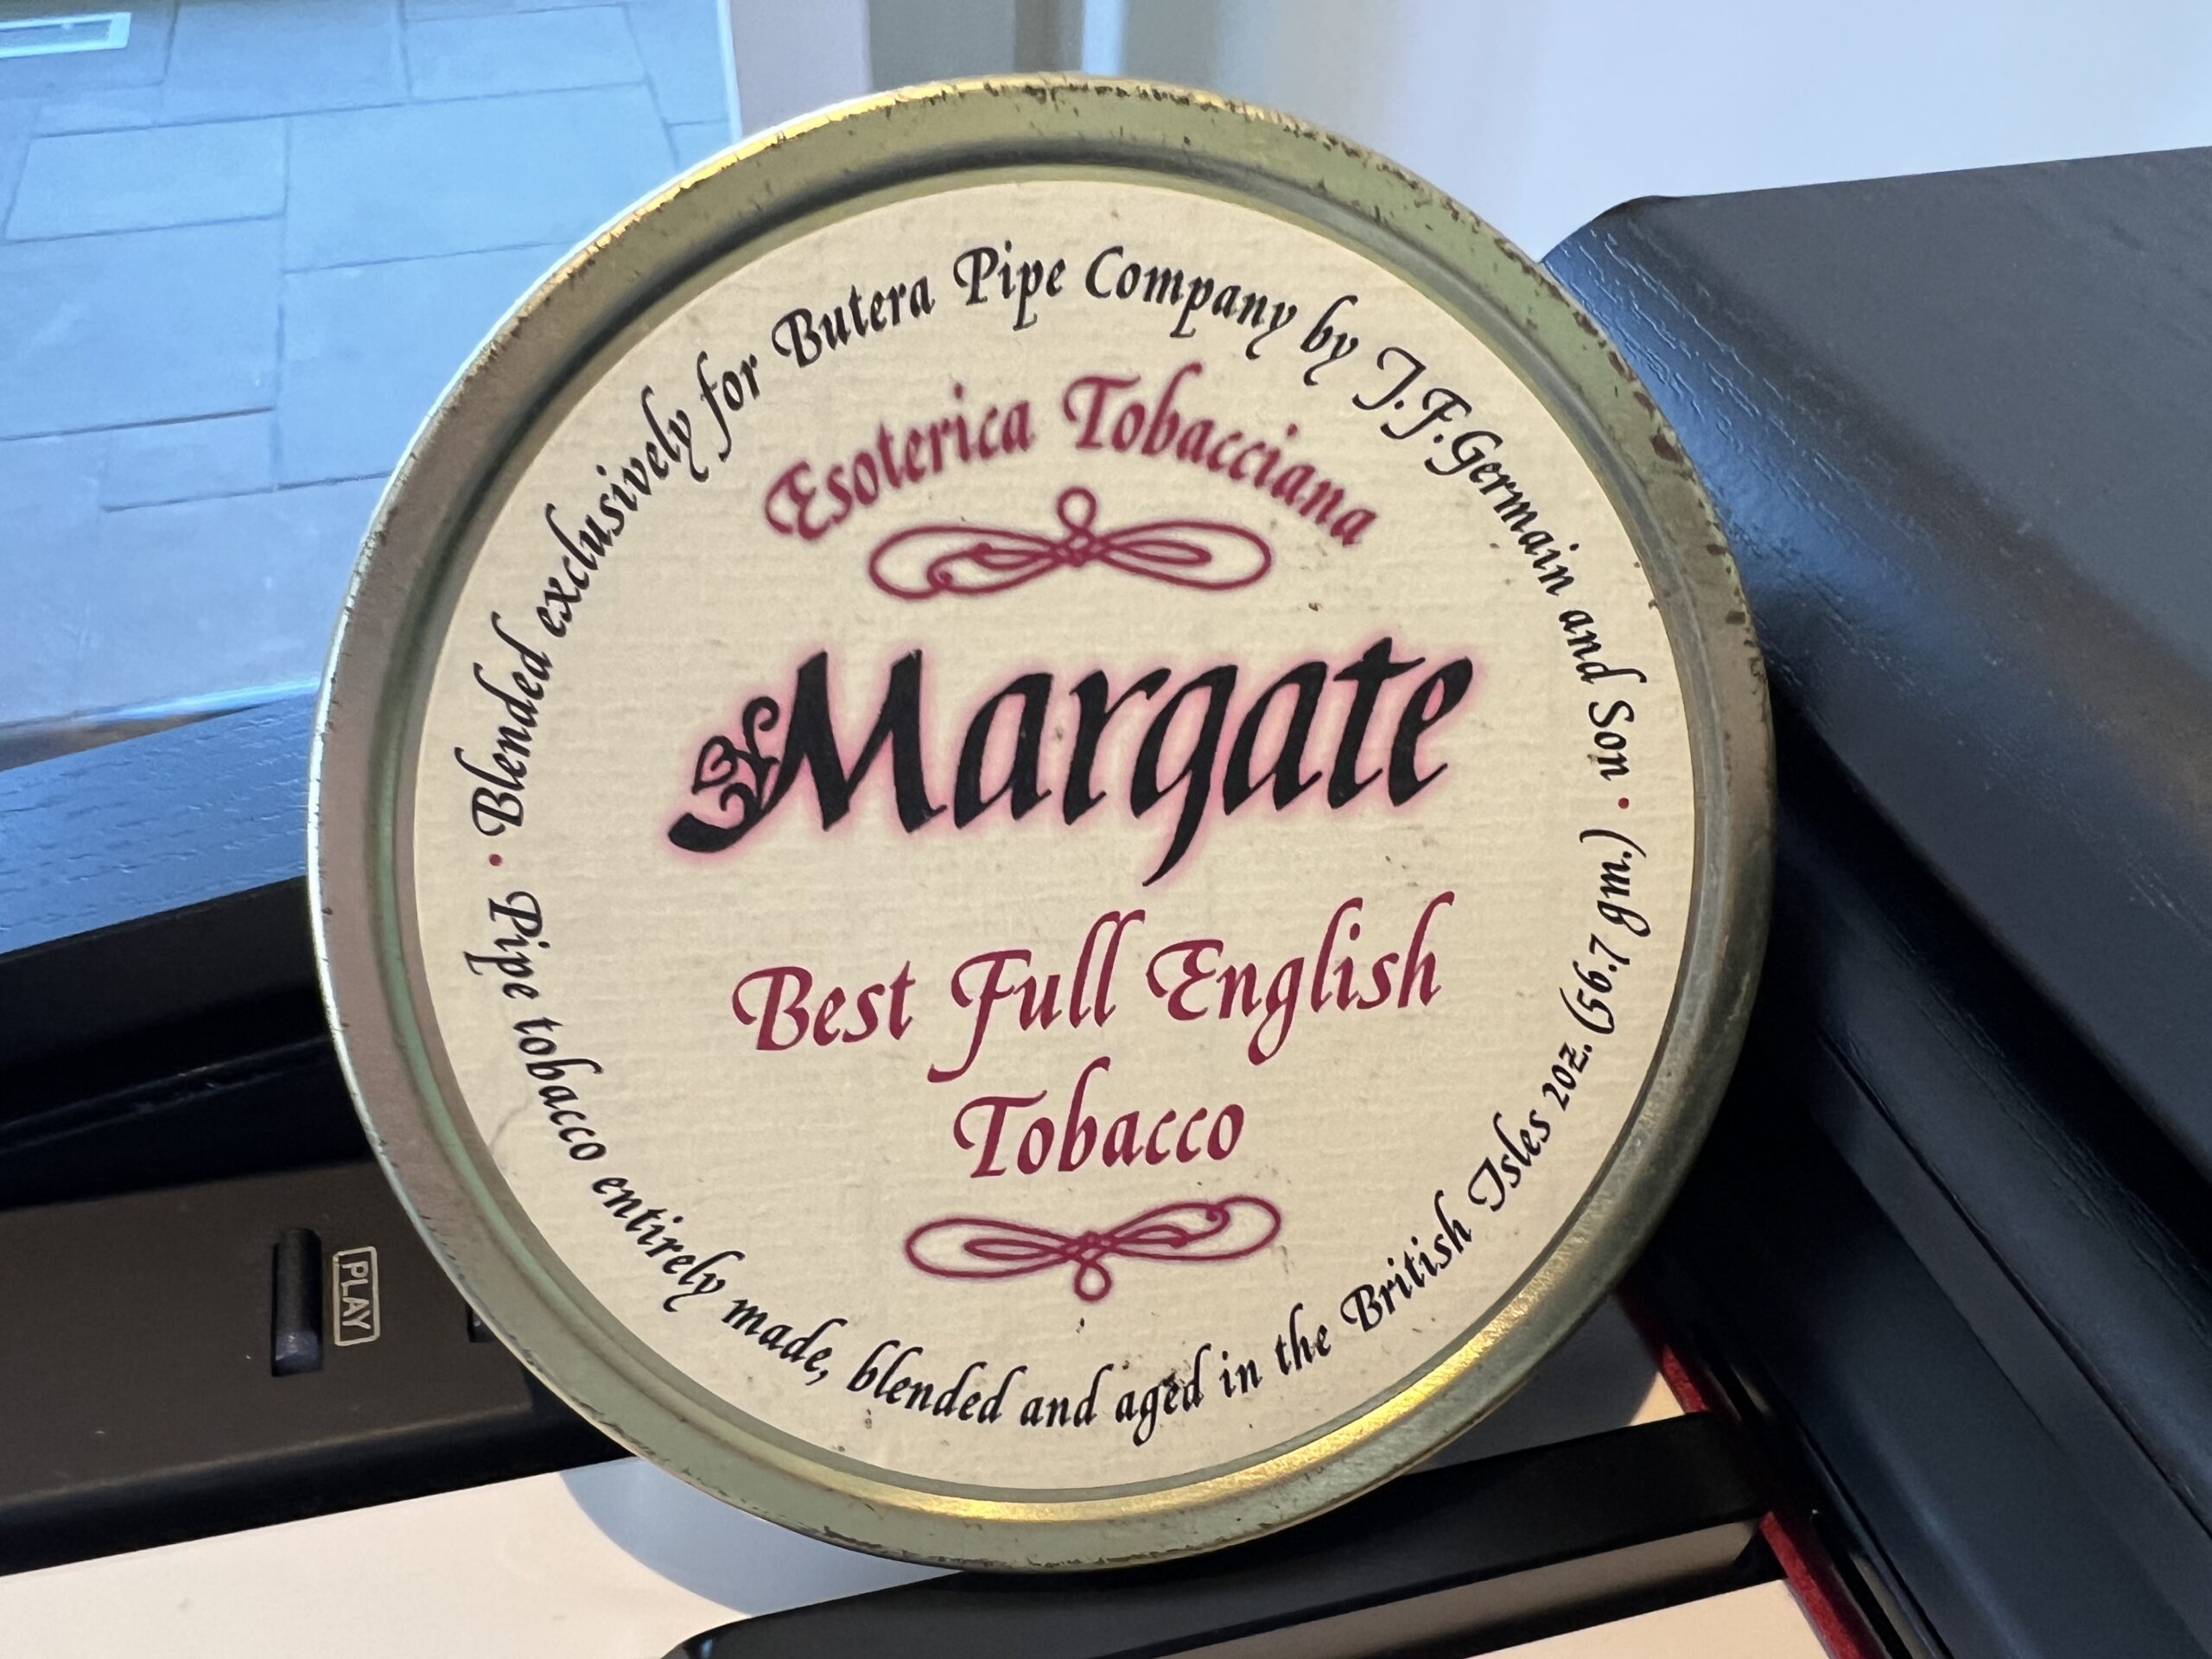 • Blended exclusively for Butera Pipe Company by J.F.Germain and Son •
Esoterica Tobacciana
Margate
Best Full English
Tobacco
Pipe tobacco entirely made, blended and aged in the British Isles 2oz. (56.7 gm.)
PLAY